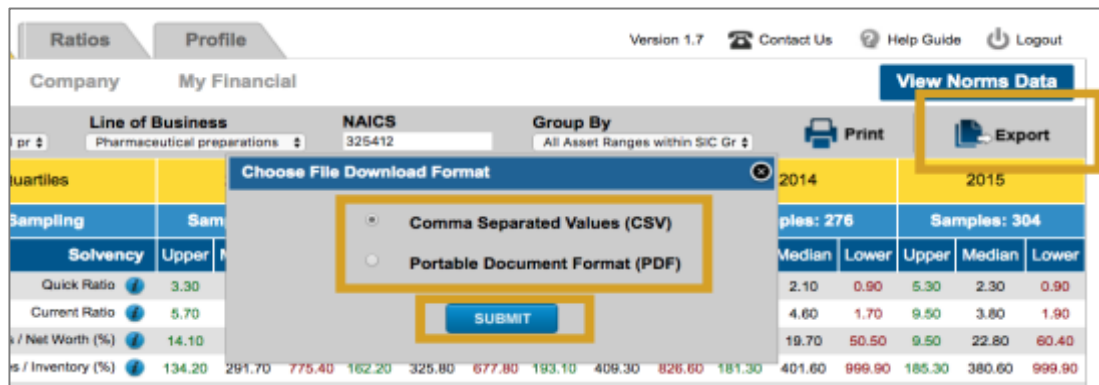 Ratios Profile Version 1.7 Contact Us Help Guide Logout
Company My Financial View Norms Data
Line of Business NAICS Group By
pr Pharmaceutical preparations 325412 All Asset Ranges within SIC Gr Print Export
Quartiles Choose File Download Format 2014 2015
Sampling Comma Separated Values (CSV) 276 Samples: 304
Solvency Upper Portable Document Format (PDF) Median Lower Upper Median Lower
Quick Ratio 3.30 2.10 0.90 5.30 2.30 0.90
Current Ratio 5.70 SUBMIT 4.60 1.70 9.50 3.80 1.90
/ Net Worth (%) 14.10 19.70 50.50 9.50 22.80 60.40
/ Inventory (%) 134.20 291.70 775.40 162.20 325.80 677.80 193.10 409.30 826.60 181.30 401.60 999.90 185.30 380.60 999.90